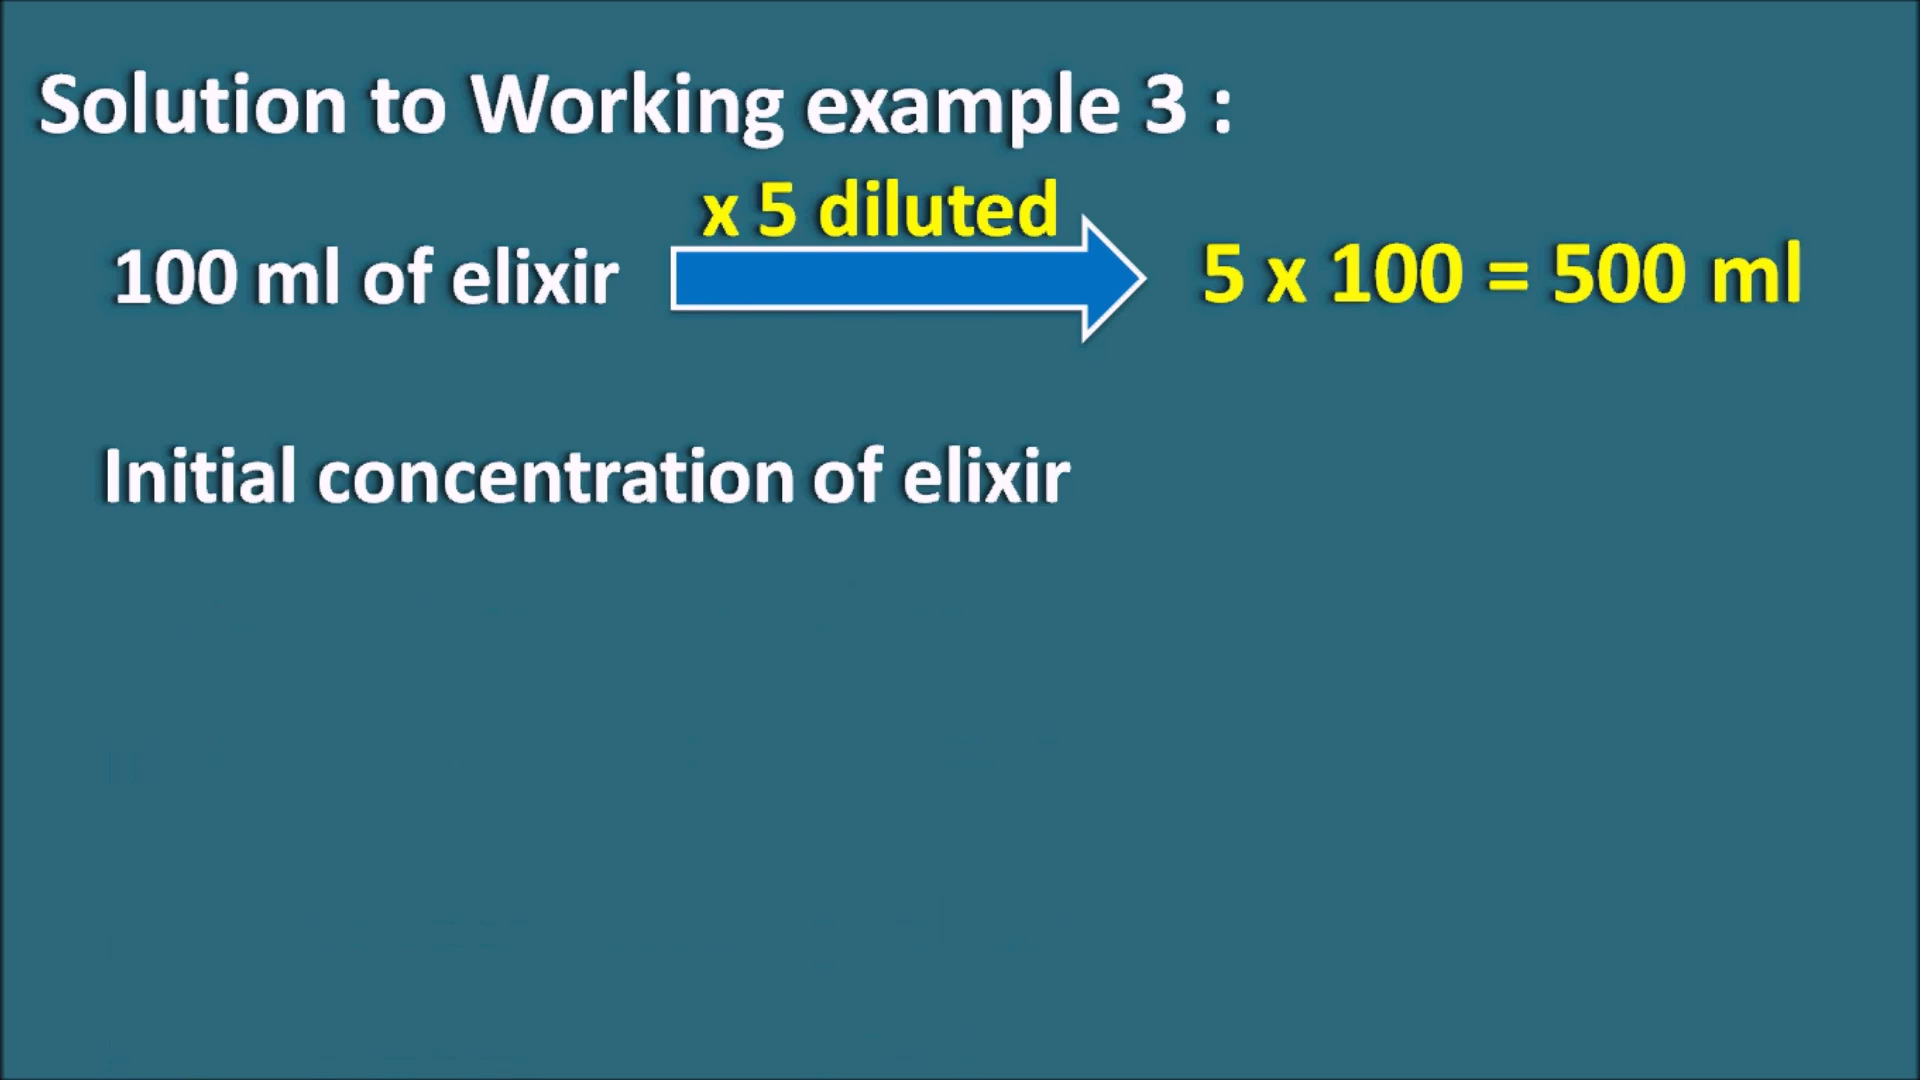 Solution to Working example 3 :
x 5 diluted
100 ml of elixir
5 x 100 = 500 ml
Initial concentration of elixir